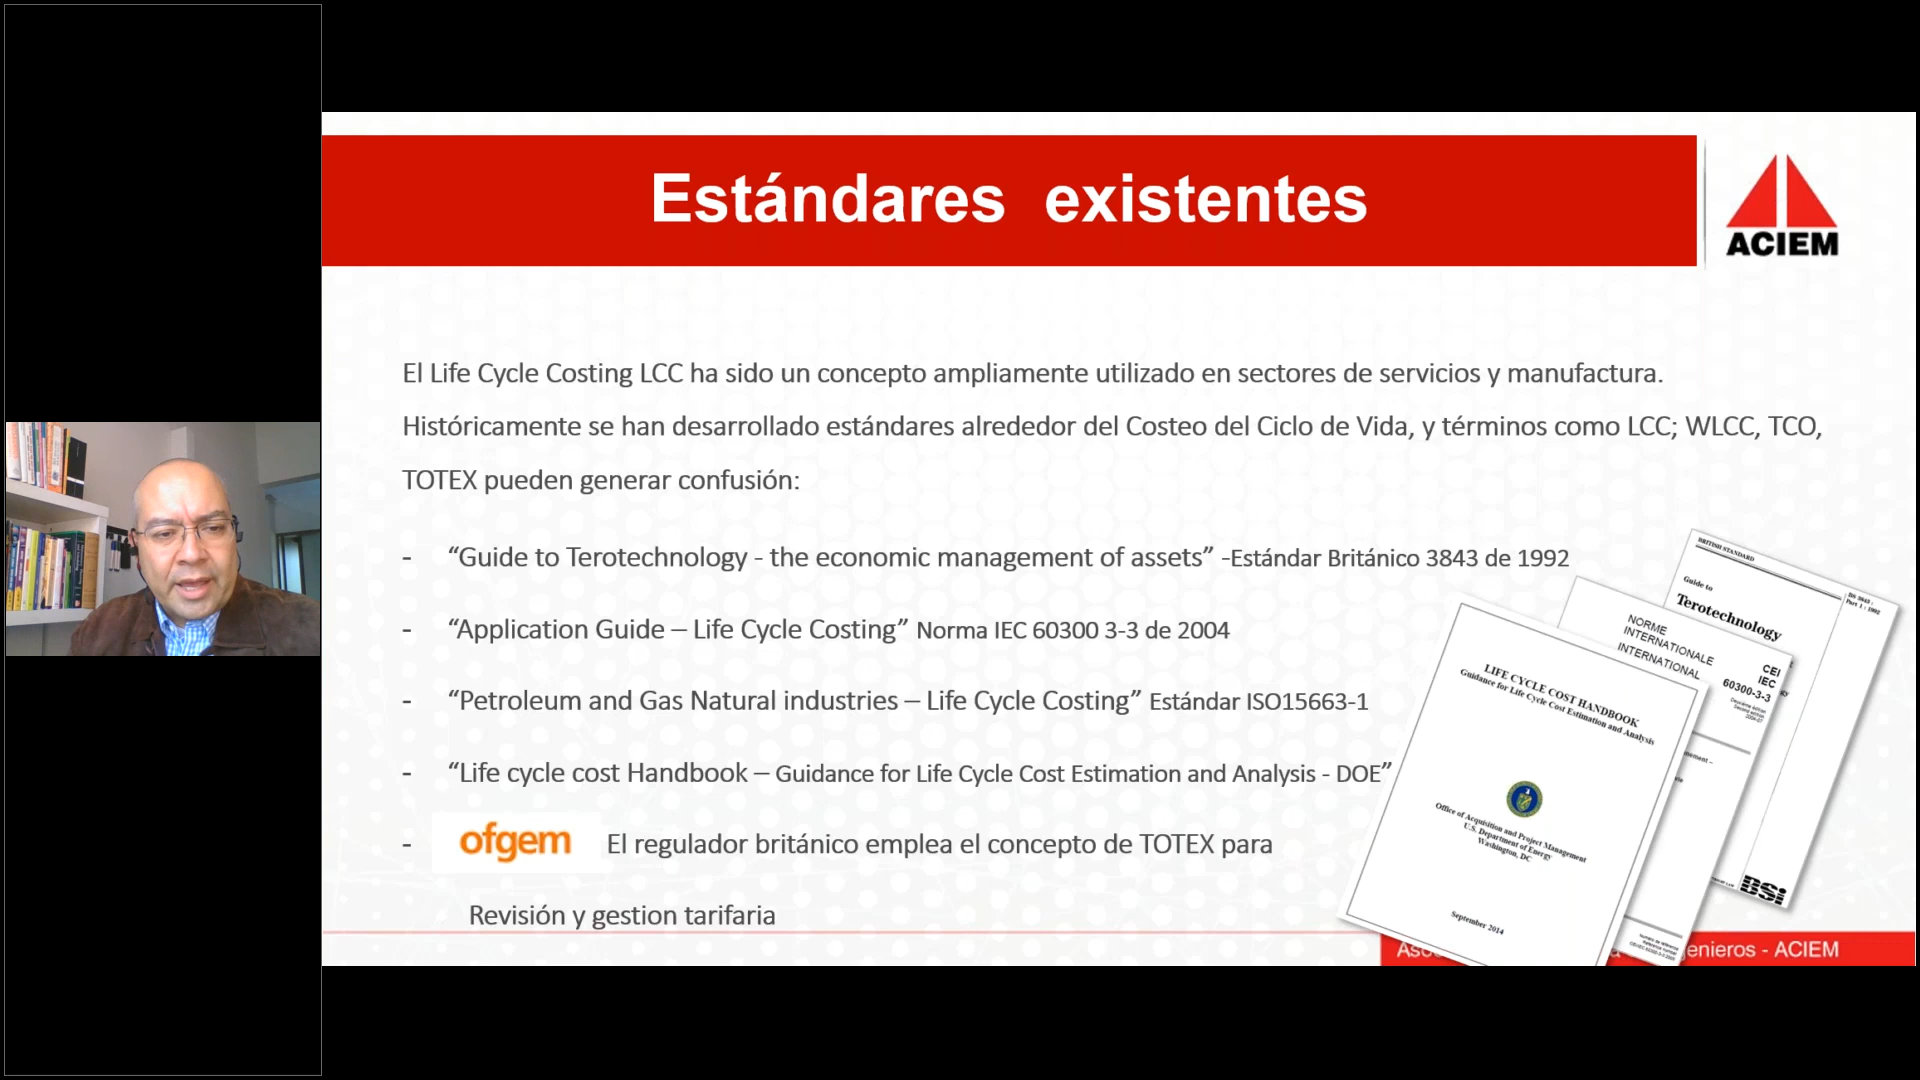 Estándares existentes
ACIEM
El Life Cycle Costing LCC ha sido un concepto ampliamente utilizado en sectores de servicios y manufactura.
Históricamente se han desarrollado estándares alrededor del Costeo del Ciclo de Vida, y términos como LCC; WLCC, TCO,
TOTEX pueden generar confusión:
- “Guide to Terotechnology - the economic management of assets” -Estándar Británico 3843 de 1992
- “Application Guide – Life Cycle Costing” Norma IEC 60300 3-3 de 2004
- “Petroleum and Gas Natural industries – Life Cycle Costing” Estándar ISO15663-1
- “Life cycle cost Handbook – Guidance for Life Cycle Cost Estimation and Analysis - DOE”
- ofgem El regulador británico emplea el concepto de TOTEX para
Revisión y gestion tarifaria
BRITISH STANDARD
BS 3843 :
Part 1 : 1992
Guide to
Terotechnology
NORME
INTERNATIONALE
INTERNATIONAL
CEI
IEC
60300-3-3
LIFE CYCLE COST HANDBOOK
Guidance for Life Cycle Cost Estimation and Analysis
Office of Acquisition and Project Management
U.S. Department of Energy
Washington, DC
September 2014
BSi
enieros - ACIEM